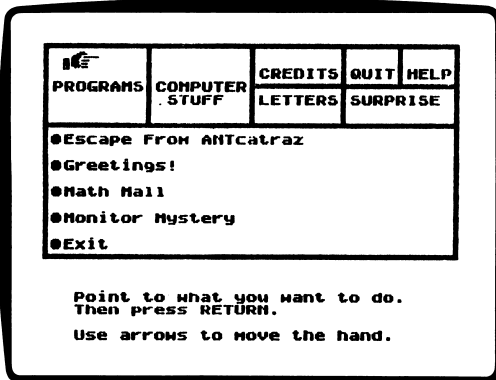 PROGRAMS
COMPUTER STUFF
CREDITS
QUIT
HELP
LETTERS
SURPRISE
Escape From ANTcatraz
Greetings!
Math Mall
Monitor Mystery
Exit
Point to what you want to do.
Then press RETURN.
Use arrows to move the hand.